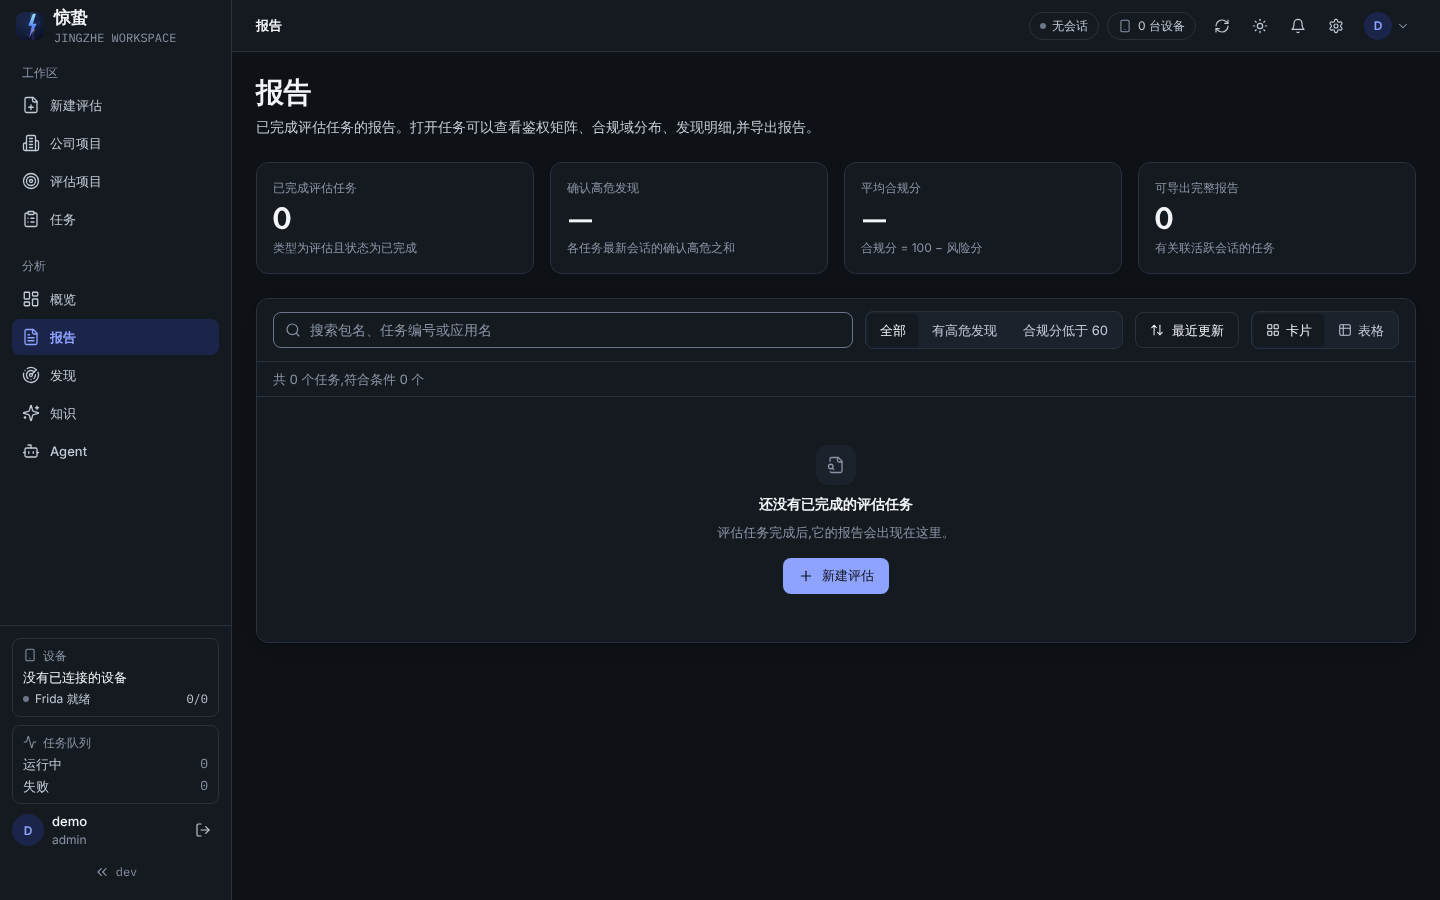 惊蛰
JINGZHE WORKSPACE
工作区
新建评估
公司项目
评估项目
任务
分析
概览
报告
发现
知识
Agent
设备
没有已连接的设备
Frida 就绪 0/0
任务队列
运行中 0
失败 0
D demo
admin
dev
报告
无会话
0 台设备
D
报告
已完成评估任务的报告。打开任务可以查看鉴权矩阵、合规域分布、发现明细,并导出报告。
已完成评估任务
0
类型为评估且状态为已完成
确认高危发现
—
各任务最新会话的确认高危之和
平均合规分
—
合规分 = 100 − 风险分
可导出完整报告
0
有关联活跃会话的任务
搜索包名、任务编号或应用名
全部 有高危发现 合规分低于 60
最近更新
卡片 表格
共 0 个任务,符合条件 0 个
还没有已完成的评估任务
评估任务完成后,它的报告会出现在这里。
新建评估